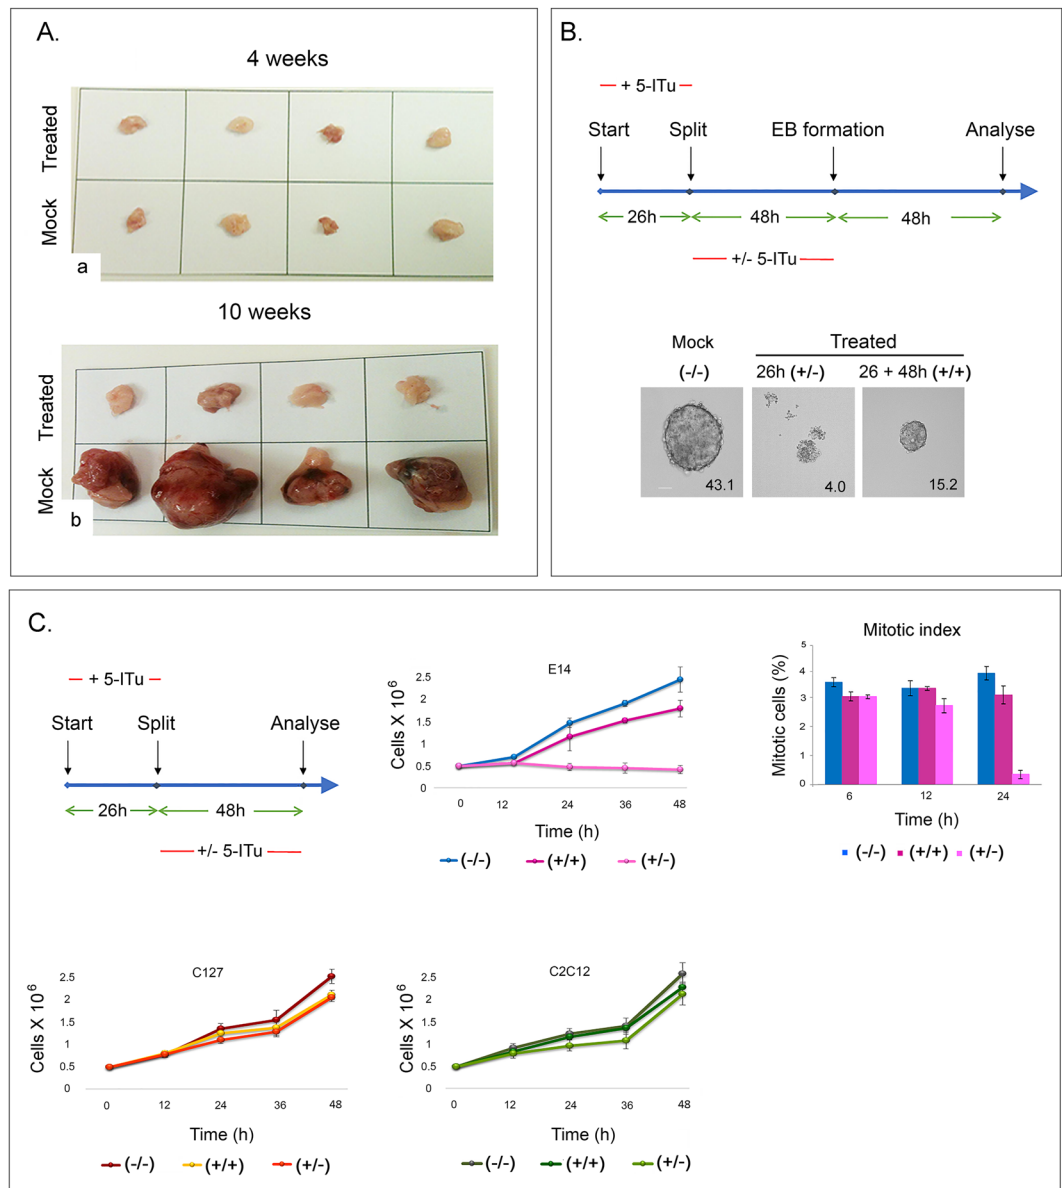 A.
4 weeks
Treated
Mock
a
10 weeks
Treated
Mock
b
B.
+ 5-ITu
Start Split EB formation Analyse
26h 48h 48h
+/- 5-ITu
Mock Treated
(-/-) 26h (+/-) 26 + 48h (+/+)
43.1 4.0 15.2
C.
+ 5-ITu
Start Split Analyse
26h 48h
+/- 5-ITu
E14
Cells X 10⁶
2.5
2
1.5
1
0.5
0
0 12 24 36 48
Time (h)
(-/-) (+/+) (+/-)
Mitotic index
Mitotic cells (%)
5
4
3
2
1
0
6 12 24
Time (h)
(-/-) (+/+) (+/-)
C127
Cells X 10⁶
2.5
2
1.5
1
0.5
0
0 12 24 36 48
Time (h)
(-/-) (+/+) (+/-)
C2C12
Cells X 10⁶
2.5
2
1.5
1
0.5
0
0 12 24 36 48
Time (h)
(-/-) (+/+) (+/-)